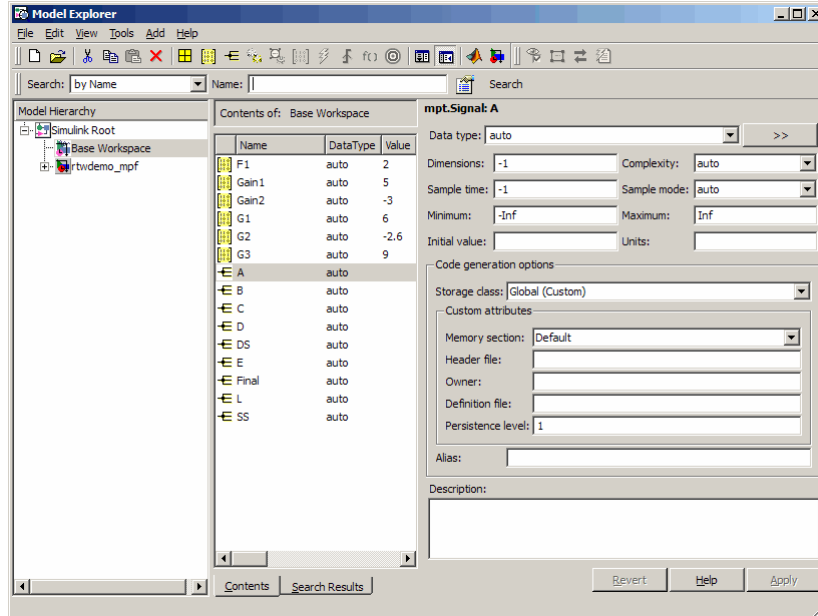 Model Explorer
File Edit View Tools Add Help
Search: by Name Name: Search
Model Hierarchy
Simulink Root
Base Workspace
rtwdemo_mpf
Contents of: Base Workspace
Name DataType Value
F1 auto 2
Gain1 auto 5
Gain2 auto -3
G1 auto 6
G2 auto -2.6
G3 auto 9
A auto
B auto
C auto
D auto
DS auto
E auto
Final auto
L auto
SS auto
Contents Search Results
mpt.Signal: A
Data type: auto >>
Dimensions: -1 Complexity: auto
Sample time: -1 Sample mode: auto
Minimum: -Inf Maximum: Inf
Initial value: Units:
Code generation options
Storage class: Global (Custom)
Custom attributes
Memory section: Default
Header file:
Owner:
Definition file:
Persistence level: 1
Alias:
Description:
Revert Help Apply